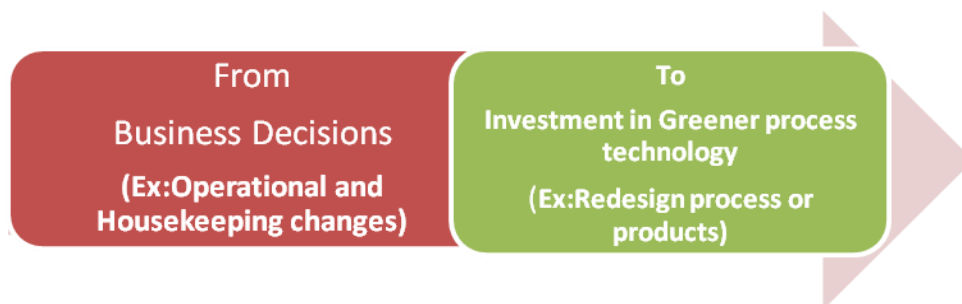 From
Business Decisions
(Ex:Operational and
Housekeeping changes)
To
Investment in Greener process
technology
(Ex:Redesign process or
products)